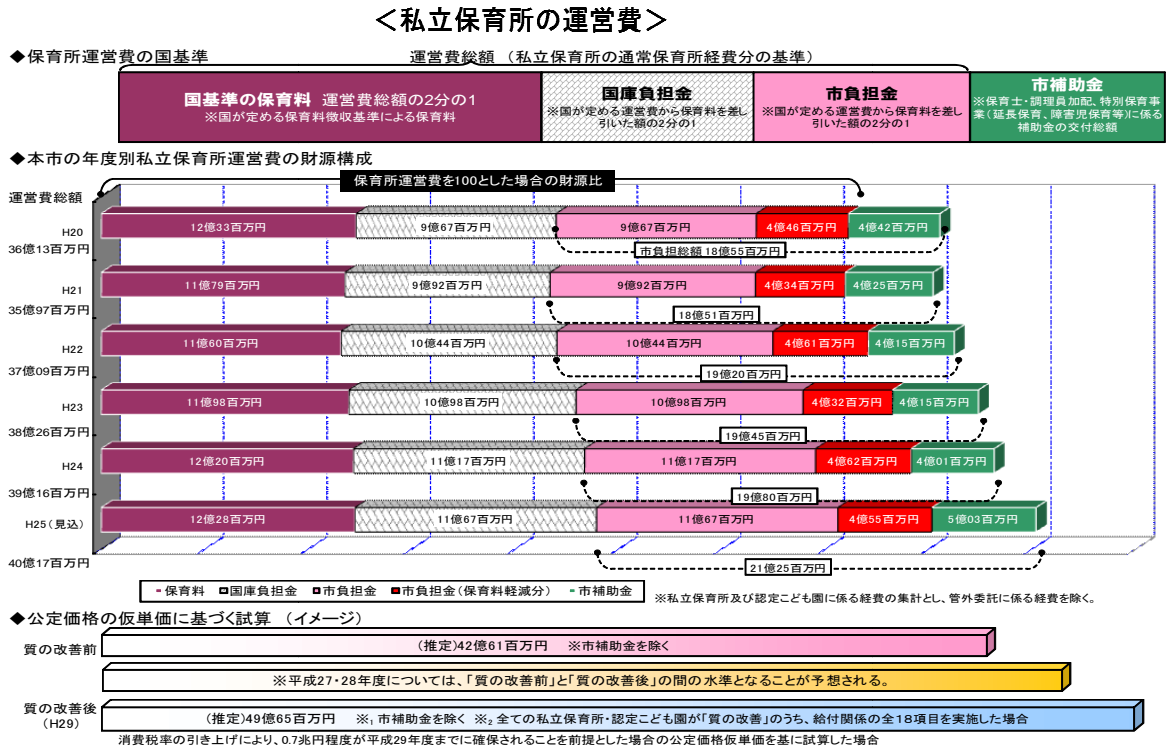 ＜私立保育所の運営費＞
◆保育所運営費の国基準
運営費総額 （私立保育所の通常保育所経費分の基準）
国基準の保育料 運営費総額の2分の1
※国が定める保育料徴収基準による保育料
国庫負担金
※国が定める運営費から保育料を差し
引いた額の2分の1
市負担金
※国が定める運営費から保育料を差し
引いた額の2分の1
市補助金
※保育士・調理員加配、特別保育事
業(延長保育、障害児保育等)に係る
補助金の交付総額
◆本市の年度別私立保育所運営費の財源構成
保育所運営費を100とした場合の財源比
運営費総額
H20
12億33百万円 9億67百万円 9億67百万円 4億46百万円 4億42百万円
36億13百万円
市負担総額 18億55百万円
H21
11億79百万円 9億92百万円 9億92百万円 4億34百万円 4億25百万円
35億97百万円
18億51百万円
H22
11億60百万円 10億44百万円 10億44百万円 4億61百万円 4億15百万円
37億09百万円
19億20百万円
H23
11億98百万円 10億98百万円 10億98百万円 4億32百万円 4億15百万円
38億26百万円
19億45百万円
H24
12億20百万円 11億17百万円 11億17百万円 4億62百万円 4億01百万円
39億16百万円
19億80百万円
H25（見込）
12億28百万円 11億67百万円 11億67百万円 4億55百万円 5億03百万円
40億17百万円
21億25百万円
保育料 国庫負担金 市負担金 市負担金(保育料軽減分) 市補助金
※私立保育所及び認定こども園に係る経費の集計とし、管外委託に係る経費を除く。
◆公定価格の仮単価に基づく試算 （イメージ）
質の改善前
(推定)42億61百万円 ※市補助金を除く
※平成27・28年度については、「質の改善前」と「質の改善後」の間の水準となることが予想される。
質の改善後
（H29）
(推定)49億65百万円 ※1 市補助金を除く ※2 全ての私立保育所・認定こども園が「質の改善」のうち、給付関係の全18項目を実施した場合
消費税率の引き上げにより、0.7兆円程度が平成29年度までに確保されることを前提とした場合の公定価格仮単価を基に試算した場合